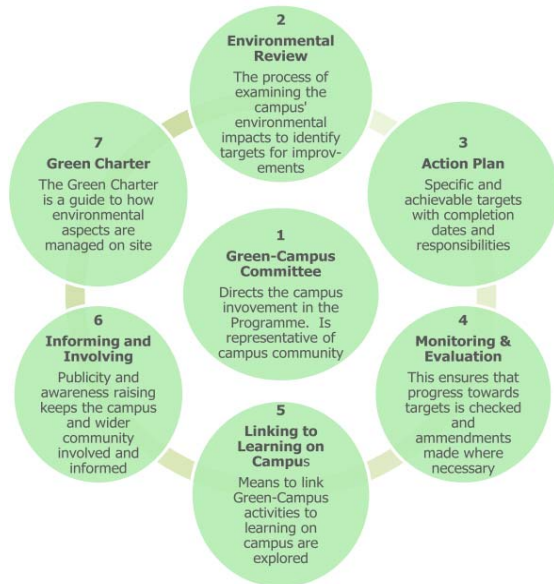 1
Green-Campus
Committee
Directs the campus
invovement in the
Programme. Is
representative of
campus community
2
Environmental
Review
The process of
examining the
campus'
environmental
impacts to identify
targets for improv-
ements
3
Action Plan
Specific and
achievable targets
with completion
dates and
responsibilities
4
Monitoring &
Evaluation
This ensures that
progress towards
targets is checked
and
ammendments
made where
necessary
5
Linking to
Learning on
Campus
Means to link
Green-Campus
activities to
learning on
campus are
explored
6
Informing and
Involving
Publicity and
awareness raising
keeps the campus
and wider
community
involved and
informed
7
Green Charter
The Green Charter
is a guide to how
environmental
aspects are
managed on site